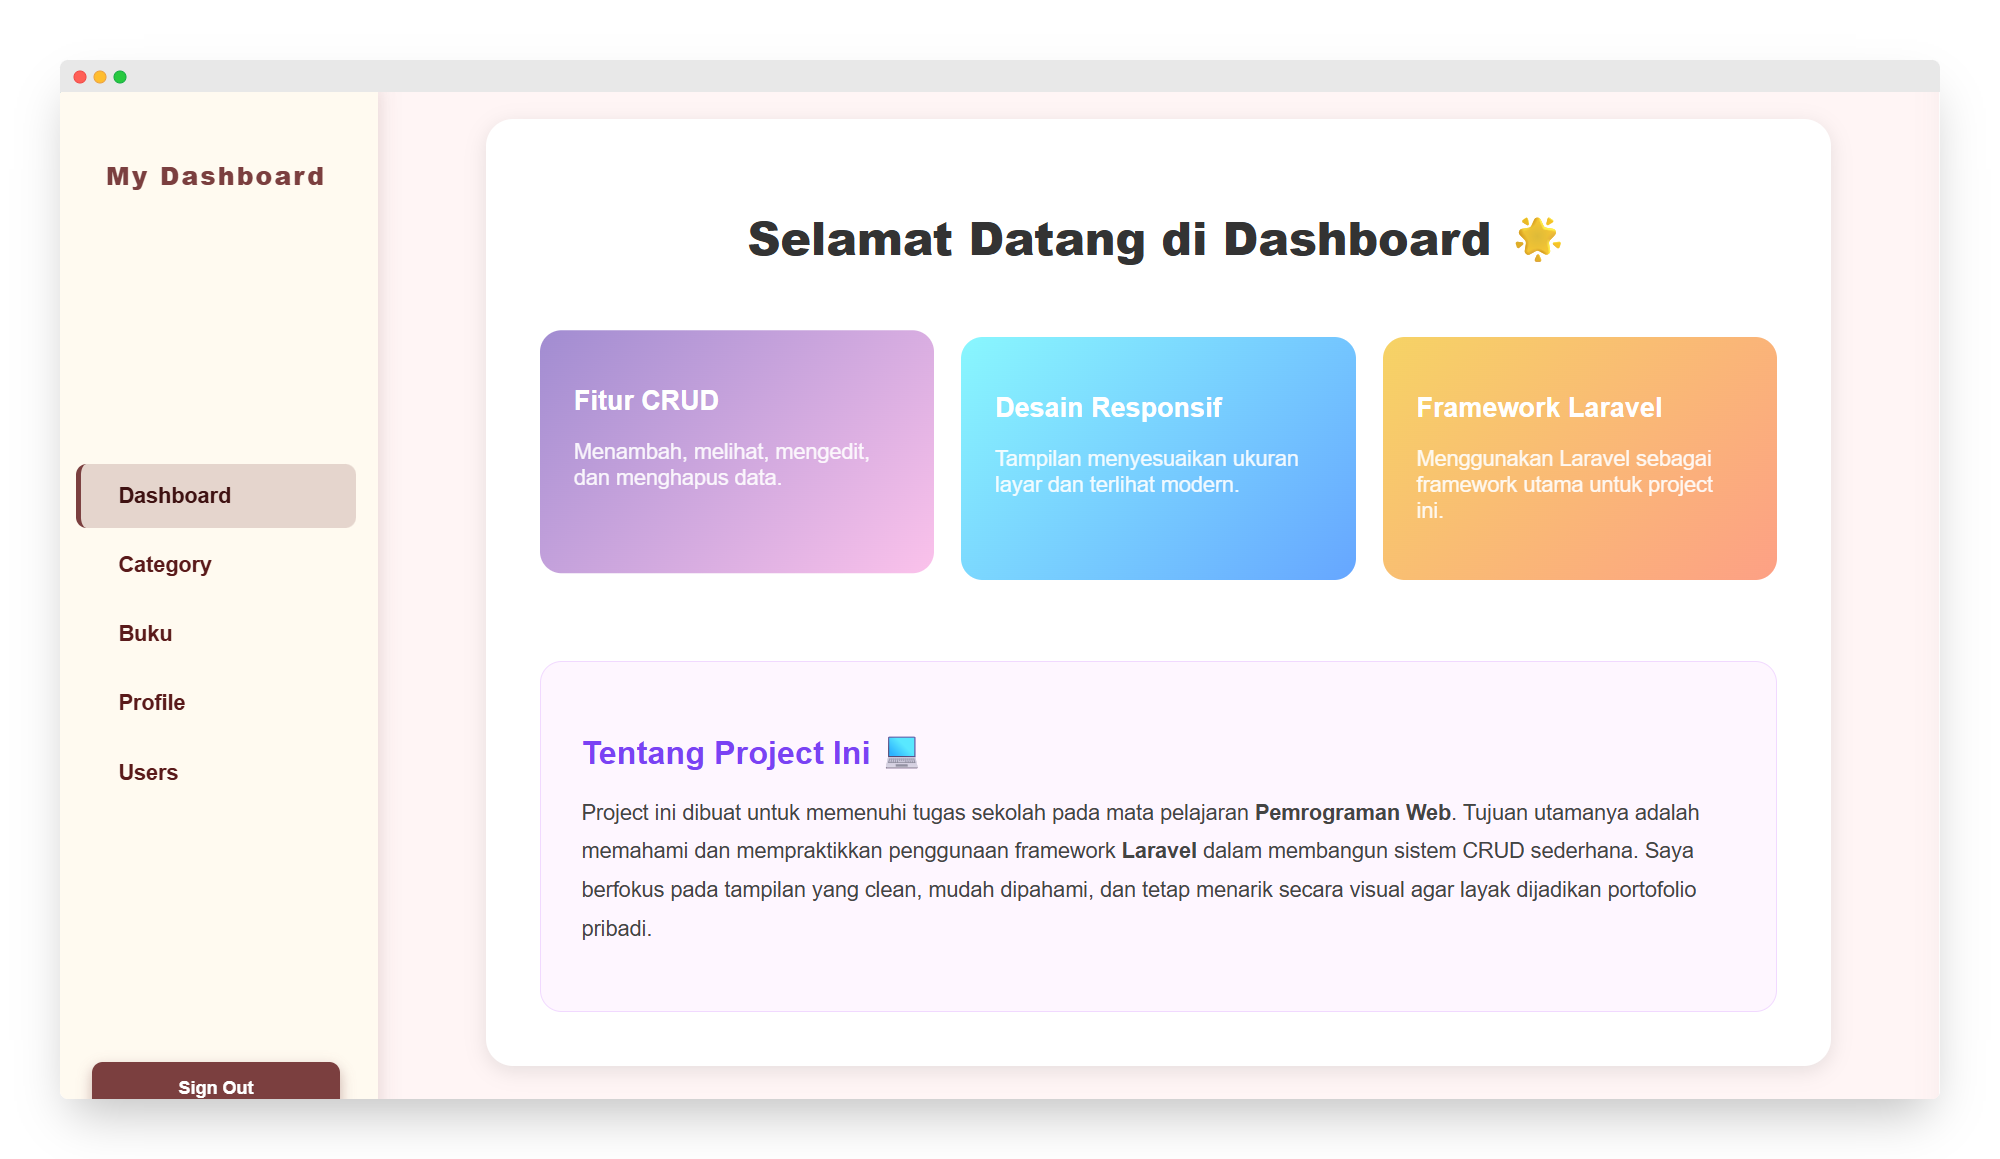 My Dashboard
Dashboard
Category
Buku
Profile
Users
Sign Out
Selamat Datang di Dashboard 🌟
Fitur CRUD
Menambah, melihat, mengedit,
dan menghapus data.
Desain Responsif
Tampilan menyesuaikan ukuran
layar dan terlihat modern.
Framework Laravel
Menggunakan Laravel sebagai
framework utama untuk project
ini.
Tentang Project Ini 💻
Project ini dibuat untuk memenuhi tugas sekolah pada mata pelajaran Pemrograman Web. Tujuan utamanya adalah
memahami dan mempraktikkan penggunaan framework Laravel dalam membangun sistem CRUD sederhana. Saya
berfokus pada tampilan yang clean, mudah dipahami, dan tetap menarik secara visual agar layak dijadikan portofolio
pribadi.